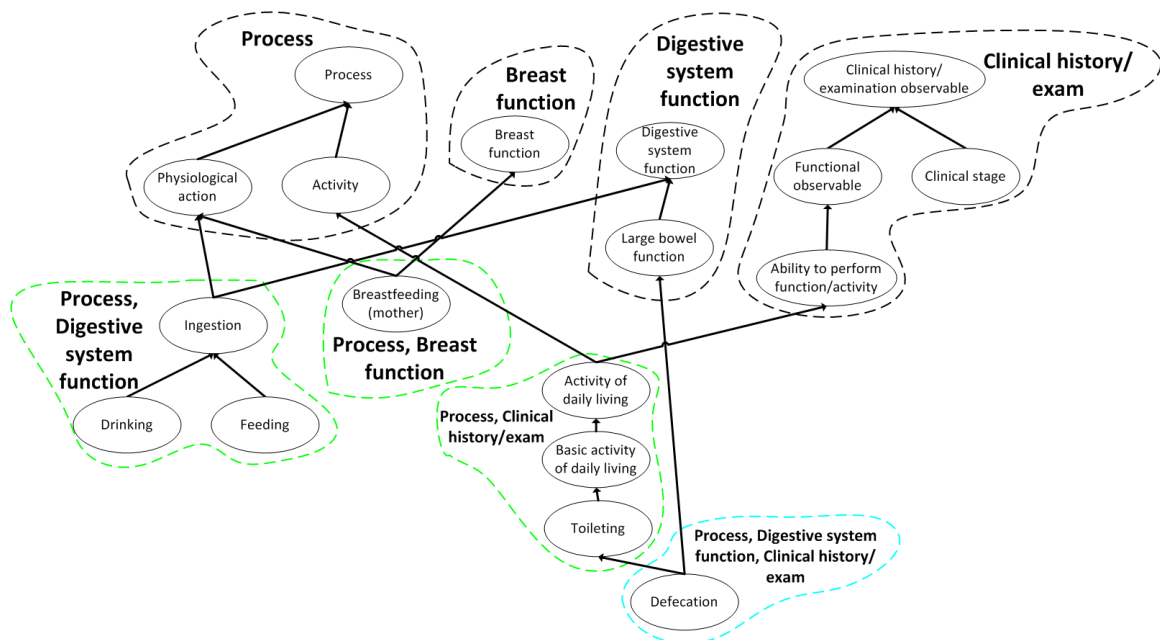 Process
Process
Physiological
action
Activity
Breast
function
Breast
function
Digestive
system
function
Digestive
system
function
Large bowel
function
Clinical history/
exam
Clinical history/
examination observable
Functional
observable
Clinical stage
Ability to perform
function/activity
Process,
Digestive
system
function
Ingestion
Drinking
Feeding
Breastfeeding
(mother)
Process, Breast
function
Process, Clinical
history/exam
Activity of
daily living
Basic activity
of daily living
Toileting
Process, Digestive system
function, Clinical history/
exam
Defecation